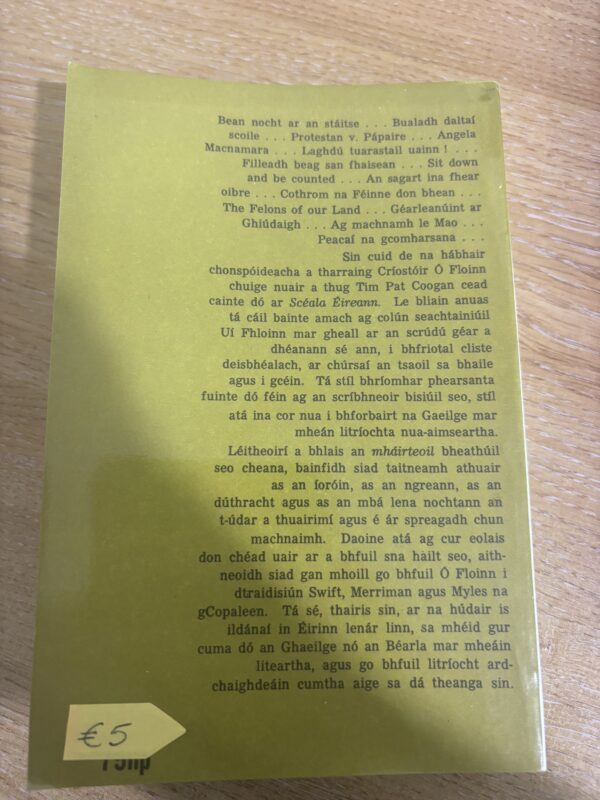 Bean nocht ar an stáitse . . . Bualadh daltaí
scoile . . . Protestan v. Pápaire . . . Angela
Macnamara . . . Laghdú tuarastail uainn ! . . .
Filleadh beag san fhaisean . . . Sit down
and be counted . . . An sagart ina fhear
oibre . . . Cothrom na Féinne don bhean . . .
The Felons of our Land . . . Géarleanúint ar
Ghiúdaigh . . . Ag machnamh le Mao . . .
Peacaí na gcomharsana . . .
Sin cuid de na hábhair
chonspóideacha a tharraing Críostóir Ó Floinn
chuige nuair a thug Tim Pat Coogan cead
cainte dó ar Scéala Éireann. Le bliain anuas
tá cáil bainte amach ag colún seachtainiúil
Uí Fhloinn mar gheall ar an scrúdú géar a
dhéanann sé ann, i bhfriotal cliste
deisbhéalach, ar chúrsaí an tsaoil sa bhaile
agus i gcéin. Tá stíl bhríomhar phearsanta
fuinte dó féin ag an scríbhneoir bisiúil seo, stíl
atá ina cor nua i bhforbairt na Gaeilge mar
mheán litríochta nua-aimseartha.
Léitheoirí a bhlais an mháirteoil bheathúil
seo cheana, bainfidh siad taitneamh athuair
as an íoróin, as an ngreann, as an
dúthracht agus as an mbá lena nochtann an
t-údar a thuairimí agus é ár spreagadh chun
machnaimh. Daoine atá ag cur eolais
don chéad uair ar a bhfuil sna hailt seo, aith-
neoidh siad gan mhoill go bhfuil Ó Floinn i
dtraidisiún Swift, Merriman agus Myles na
gCopaleen. Tá sé, thairis sin, ar na húdair is
ildánaí in Éirinn lenár linn, sa mhéid gur
cuma dó an Ghaeilge nó an Béarla mar mheáin
liteartha, agus go bhfuil litríocht ard-
chaighdeáin cumtha aige sa dá theanga sin.
€5